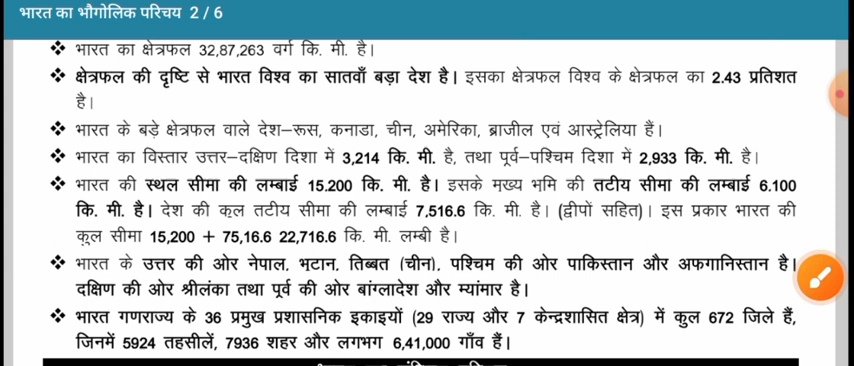 भारत का भौगोलिक परिचय 2 / 6
❖ भारत का क्षेत्रफल 32,87,263 वर्ग कि. मी. है।
❖ क्षेत्रफल की दृष्टि से भारत विश्व का सातवाँ बड़ा देश है। इसका क्षेत्रफल विश्व के क्षेत्रफल का 2.43 प्रतिशत
है।
❖ भारत के बड़े क्षेत्रफल वाले देश–रूस, कनाडा, चीन, अमेरिका, ब्राजील एवं आस्ट्रेलिया हैं।
❖ भारत का विस्तार उत्तर–दक्षिण दिशा में 3,214 कि. मी. है, तथा पूर्व–पश्चिम दिशा में 2,933 कि. मी. है।
❖ भारत की स्थल सीमा की लम्बाई 15.200 कि. मी. है। इसके मख्य भमि की तटीय सीमा की लम्बाई 6.100
कि. मी. है। देश की कुल तटीय सीमा की लम्बाई 7,516.6 कि. मी. है। (द्वीपों सहित)। इस प्रकार भारत की
कुल सीमा 15,200 + 75,16.6 22,716.6 कि. मी. लम्बी है।
❖ भारत के उत्तर की ओर नेपाल, भूटान, तिब्बत (चीन), पश्चिम की ओर पाकिस्तान और अफगानिस्तान है।
दक्षिण की ओर श्रीलंका तथा पूर्व की ओर बांग्लादेश और म्यांमार है।
❖ भारत गणराज्य के 36 प्रमुख प्रशासनिक इकाइयों (29 राज्य और 7 केन्द्रशासित क्षेत्र) में कुल 672 जिले हैं,
जिनमें 5924 तहसीलें, 7936 शहर और लगभग 6,41,000 गाँव हैं।